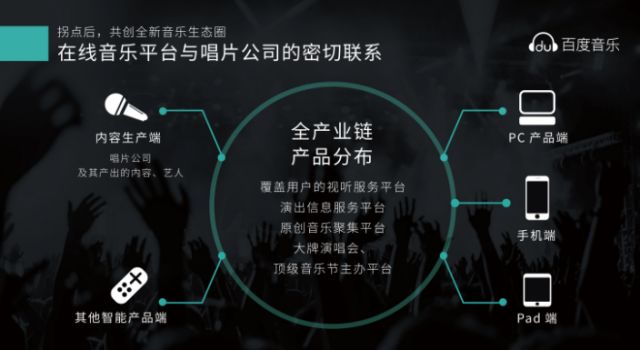 拐点后，共创全新音乐生态圈
在线音乐平台与唱片公司的密切联系
du 百度音乐
内容生产端
唱片公司
及其产出的内容、艺人
其他智能产品端
全产业链
产品分布
覆盖用户的视听服务平台
演出信息服务平台
原创音乐聚集平台
大牌演唱会、
顶级音乐节主办平台
PC 产品端
手机端
Pad 端